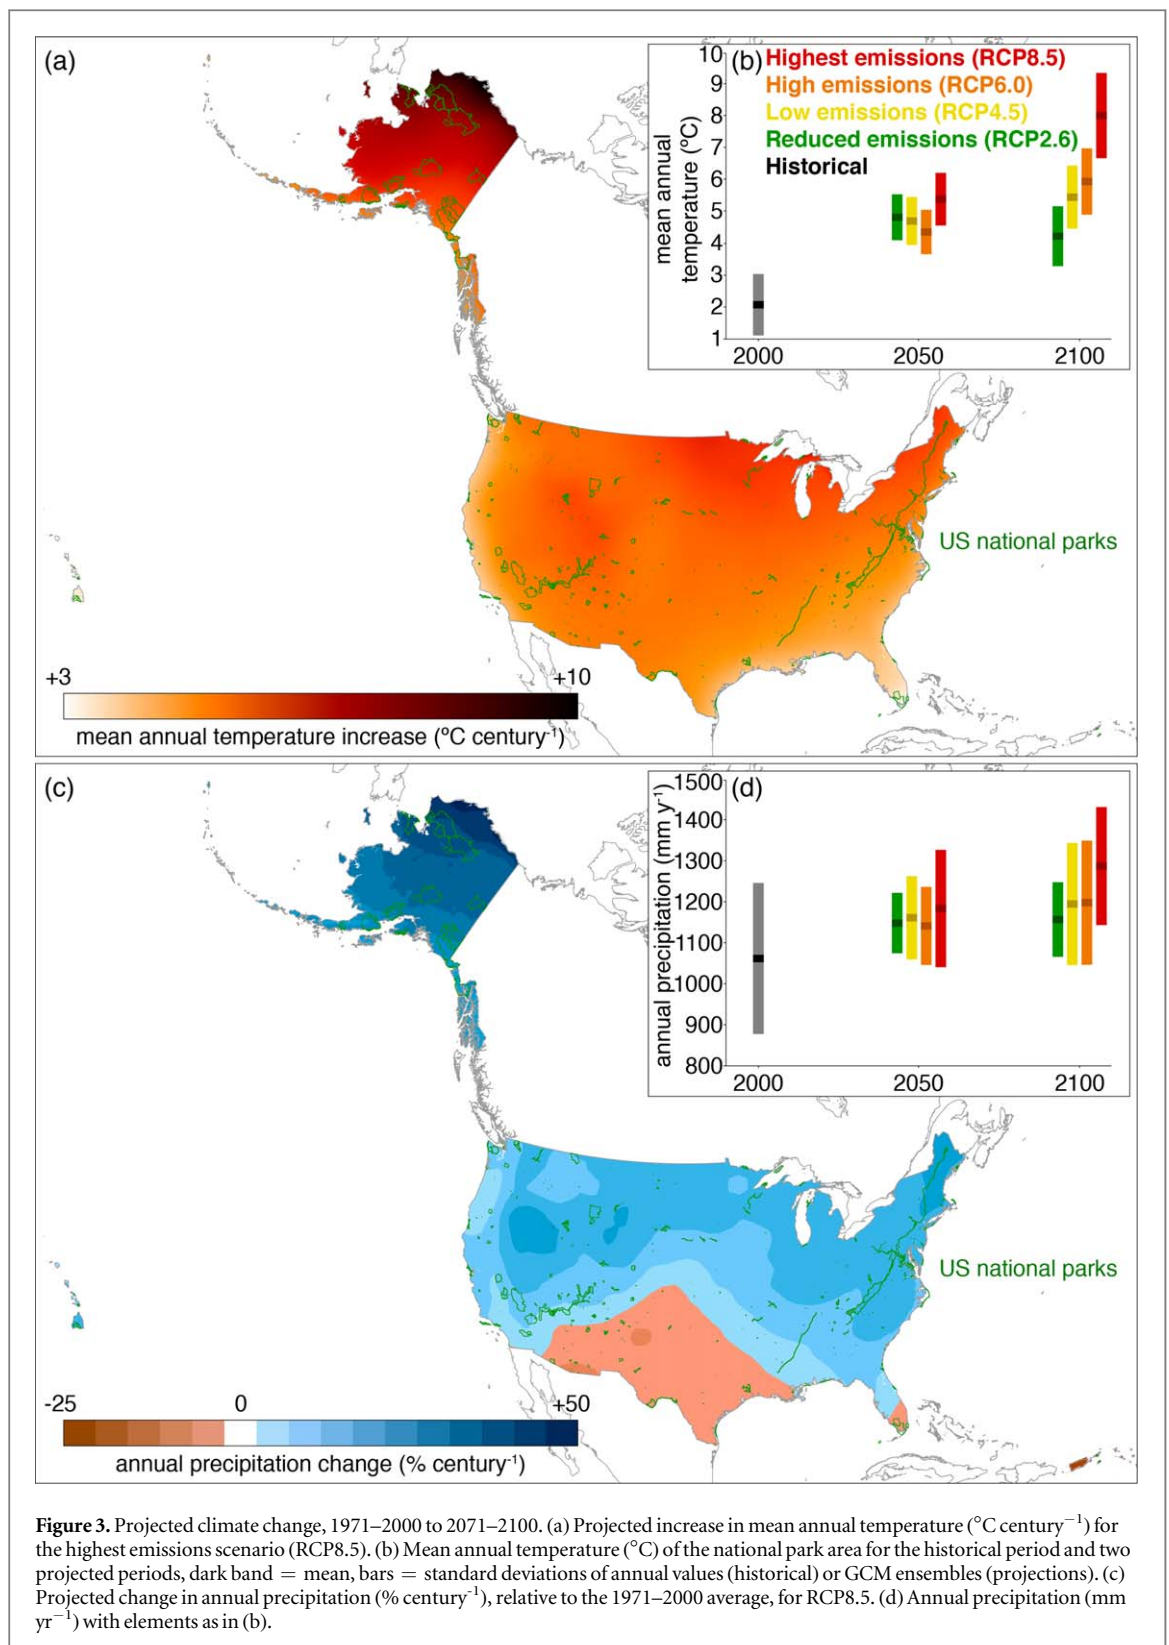 (a)
(b)
Highest emissions (RCP8.5)
High emissions (RCP6.0)
Low emissions (RCP4.5)
Reduced emissions (RCP2.6)
Historical
mean annual
temperature (ºC)
10
9
8
7
6
5
4
3
2
1
2000
2050
2100
US national parks
+3
+10
mean annual temperature increase (ºC century⁻¹)
(c)
(d)
annual precipitation (mm y⁻¹)
1500
1400
1300
1200
1100
1000
900
800
2000
2050
2100
US national parks
-25
0
+50
annual precipitation change (% century⁻¹)
Figure 3. Projected climate change, 1971–2000 to 2071–2100. (a) Projected increase in mean annual temperature (°C century⁻¹) for
the highest emissions scenario (RCP8.5). (b) Mean annual temperature (°C) of the national park area for the historical period and two
projected periods, dark band = mean, bars = standard deviations of annual values (historical) or GCM ensembles (projections). (c)
Projected change in annual precipitation (% century⁻¹), relative to the 1971–2000 average, for RCP8.5. (d) Annual precipitation (mm
yr⁻¹) with elements as in (b).